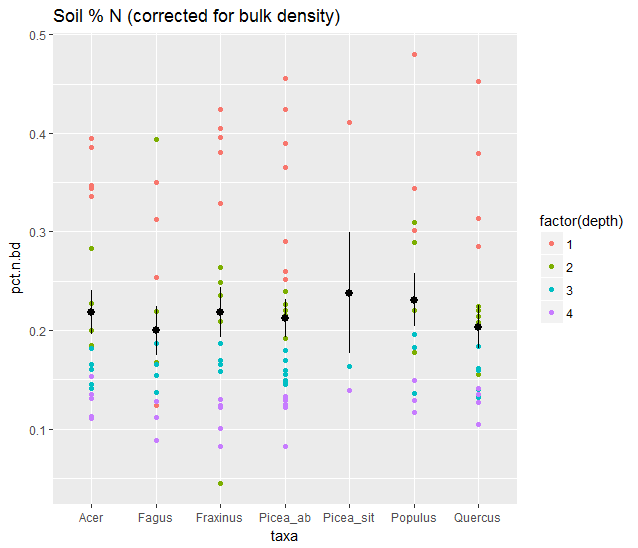 Soil % N (corrected for bulk density)
0.5
0.4
0.3
0.2
0.1
pct.n.bd
Acer Fagus Fraxinus Picea_ab Picea_sit Populus Quercus
taxa
factor(depth)
1
2
3
4